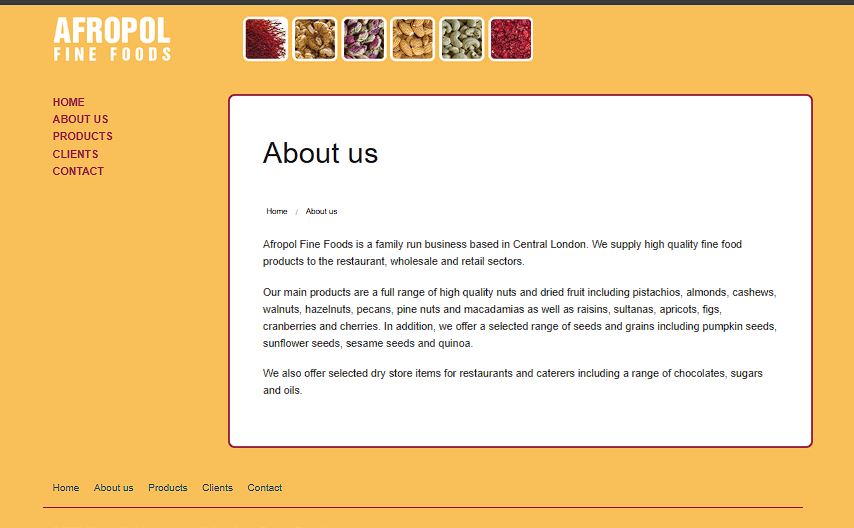 AFROPOL
FINE FOODS
HOME
ABOUT US
PRODUCTS
CLIENTS
CONTACT
About us
Home / About us
Afropol Fine Foods is a family run business based in Central London. We supply high quality fine food
products to the restaurant, wholesale and retail sectors.
Our main products are a full range of high quality nuts and dried fruit including pistachios, almonds, cashews,
walnuts, hazelnuts, pecans, pine nuts and macadamias as well as raisins, sultanas, apricots, figs,
cranberries and cherries. In addition, we offer a selected range of seeds and grains including pumpkin seeds,
sunflower seeds, sesame seeds and quinoa.
We also offer selected dry store items for restaurants and caterers including a range of chocolates, sugars
and oils.
Home About us Products Clients Contact